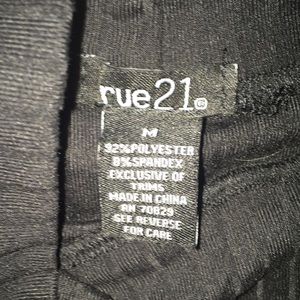 rue21
M
92%POLYESTER
8%SPANDEX
EXCLUSIVE OF
TRIMS
MADE IN CHINA
RN 70829
SEE REVERSE
FOR CARE